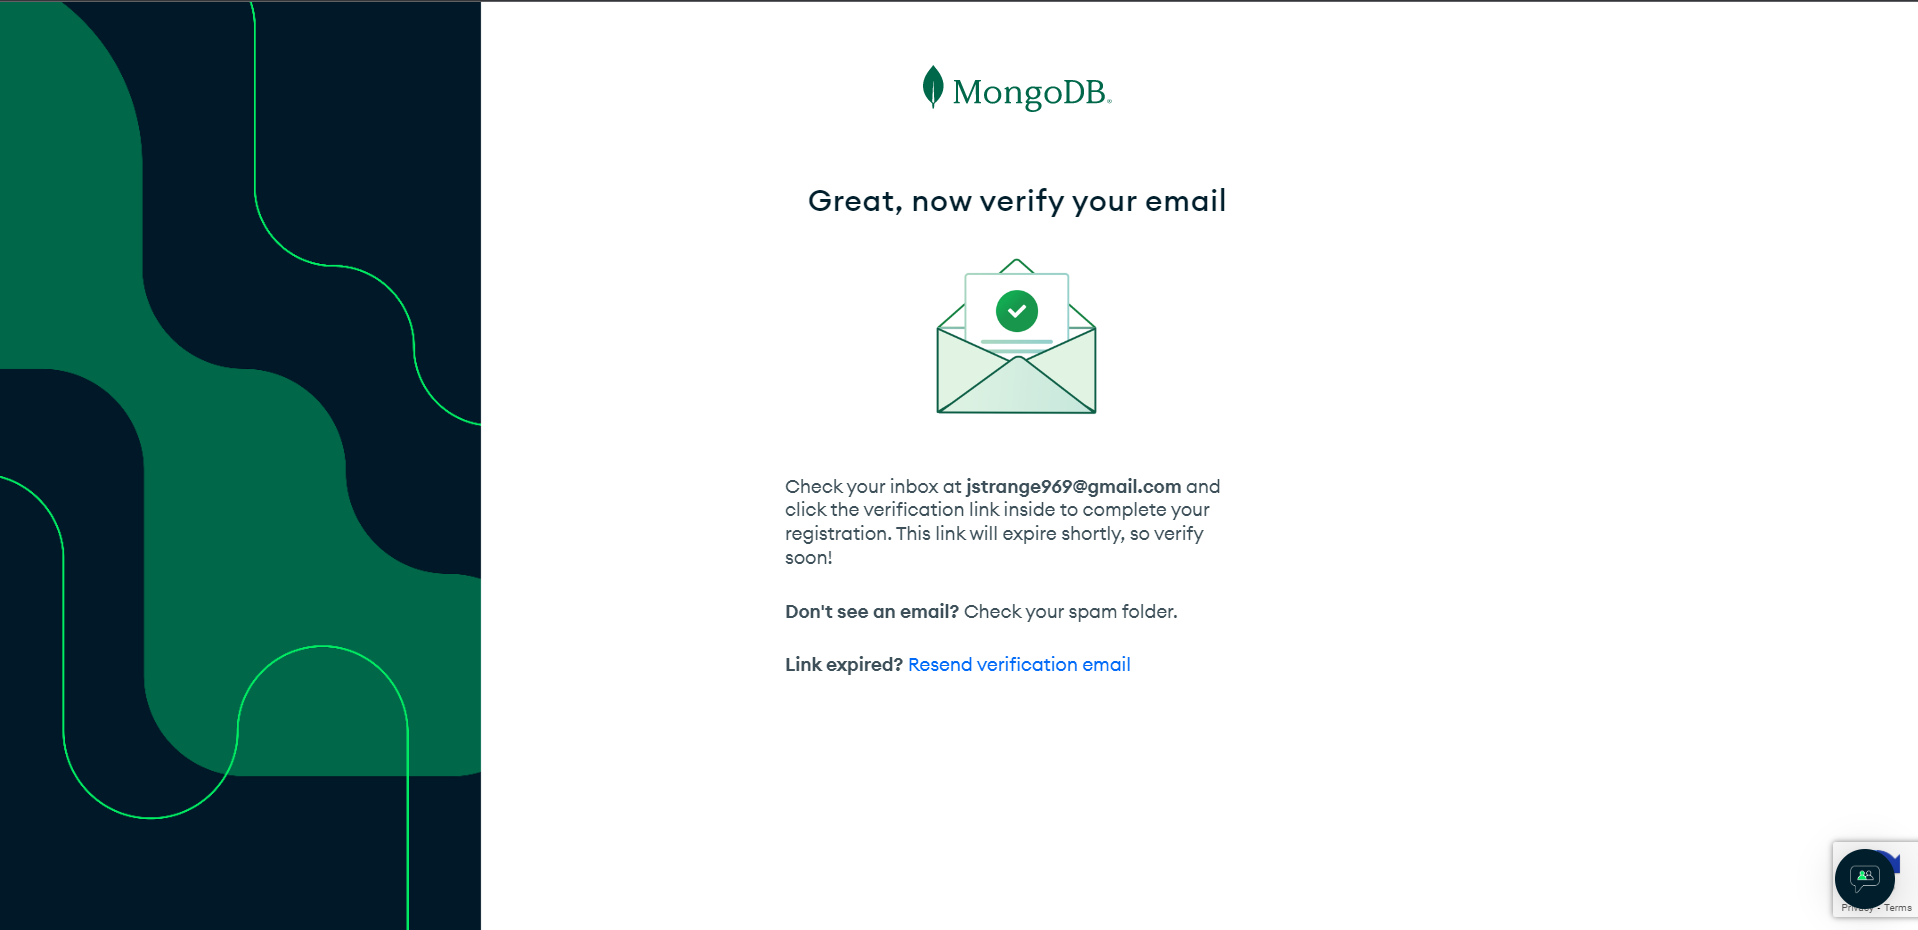 MongoDB®
Great, now verify your email
Check your inbox at jstrange969@gmail.com and
click the verification link inside to complete your
registration. This link will expire shortly, so verify
soon!
Don't see an email? Check your spam folder.
Link expired? Resend verification email
Privacy - Terms